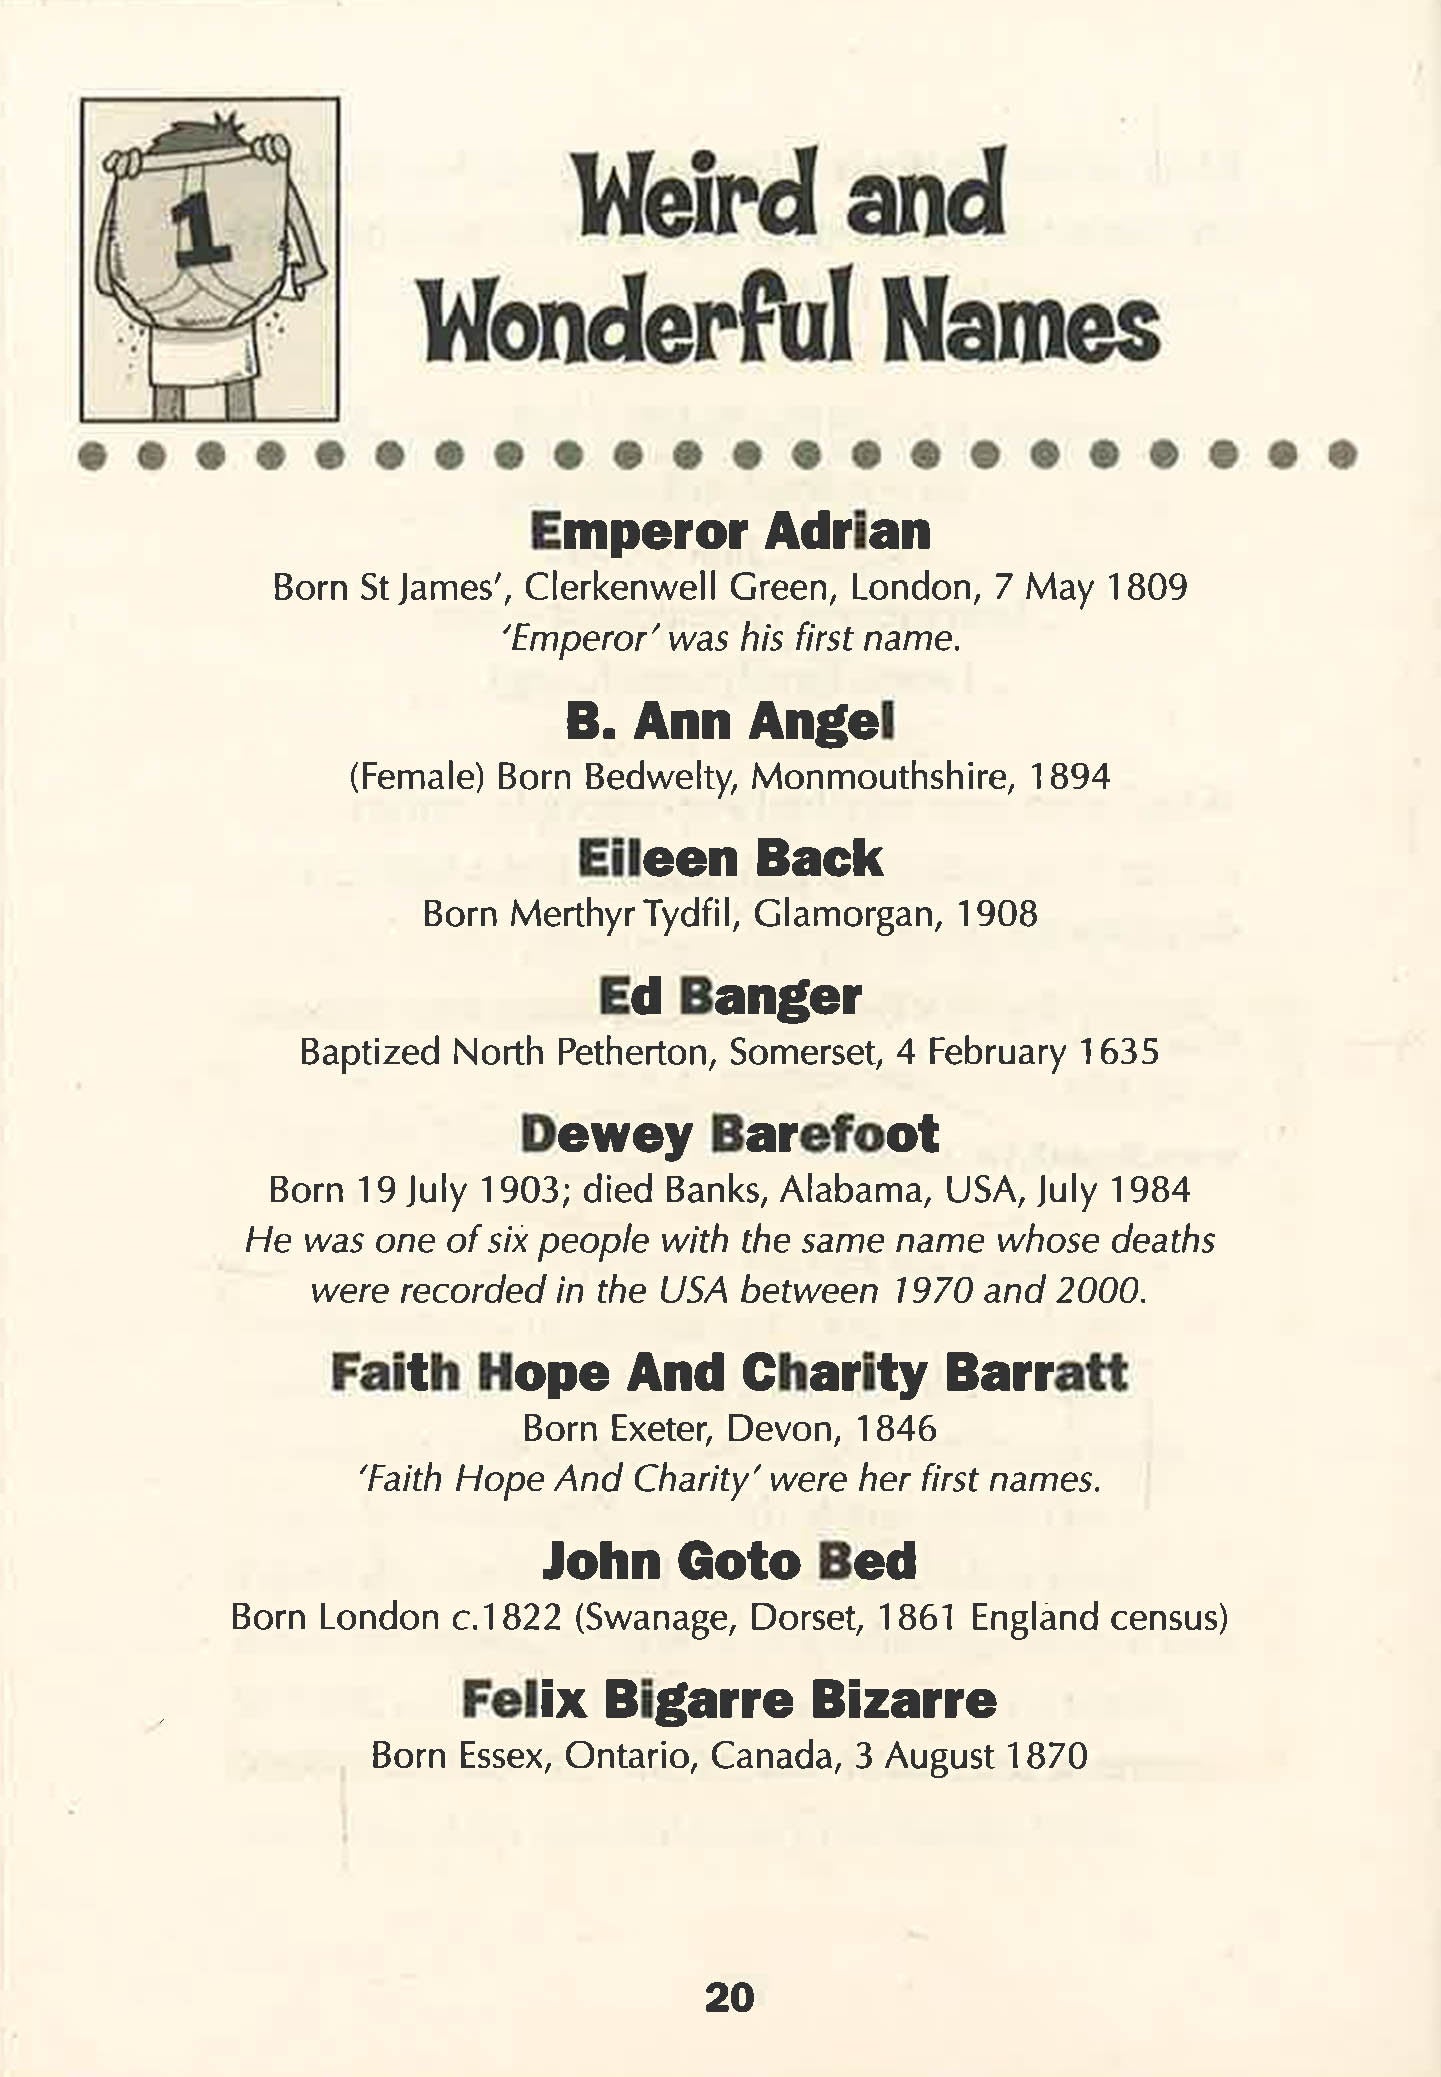 1
Weird and
Wonderful Names
Emperor Adrian
Born St James', Clerkenwell Green, London, 7 May 1809
'Emperor' was his first name.
B. Ann Angel
(Female) Born Bedwelty, Monmouthshire, 1894
Eileen Back
Born Merthyr Tydfil, Glamorgan, 1908
Ed Banger
Baptized North Petherton, Somerset, 4 February 1635
Dewey Barefoot
Born 19 July 1903; died Banks, Alabama, USA, July 1984
He was one of six people with the same name whose deaths
were recorded in the USA between 1970 and 2000.
Faith Hope And Charity Barratt
Born Exeter, Devon, 1846
'Faith Hope And Charity' were her first names.
John Goto Bed
Born London c.1822 (Swanage, Dorset, 1861 England census)
Felix Bigarre Bizarre
Born Essex, Ontario, Canada, 3 August 1870
20